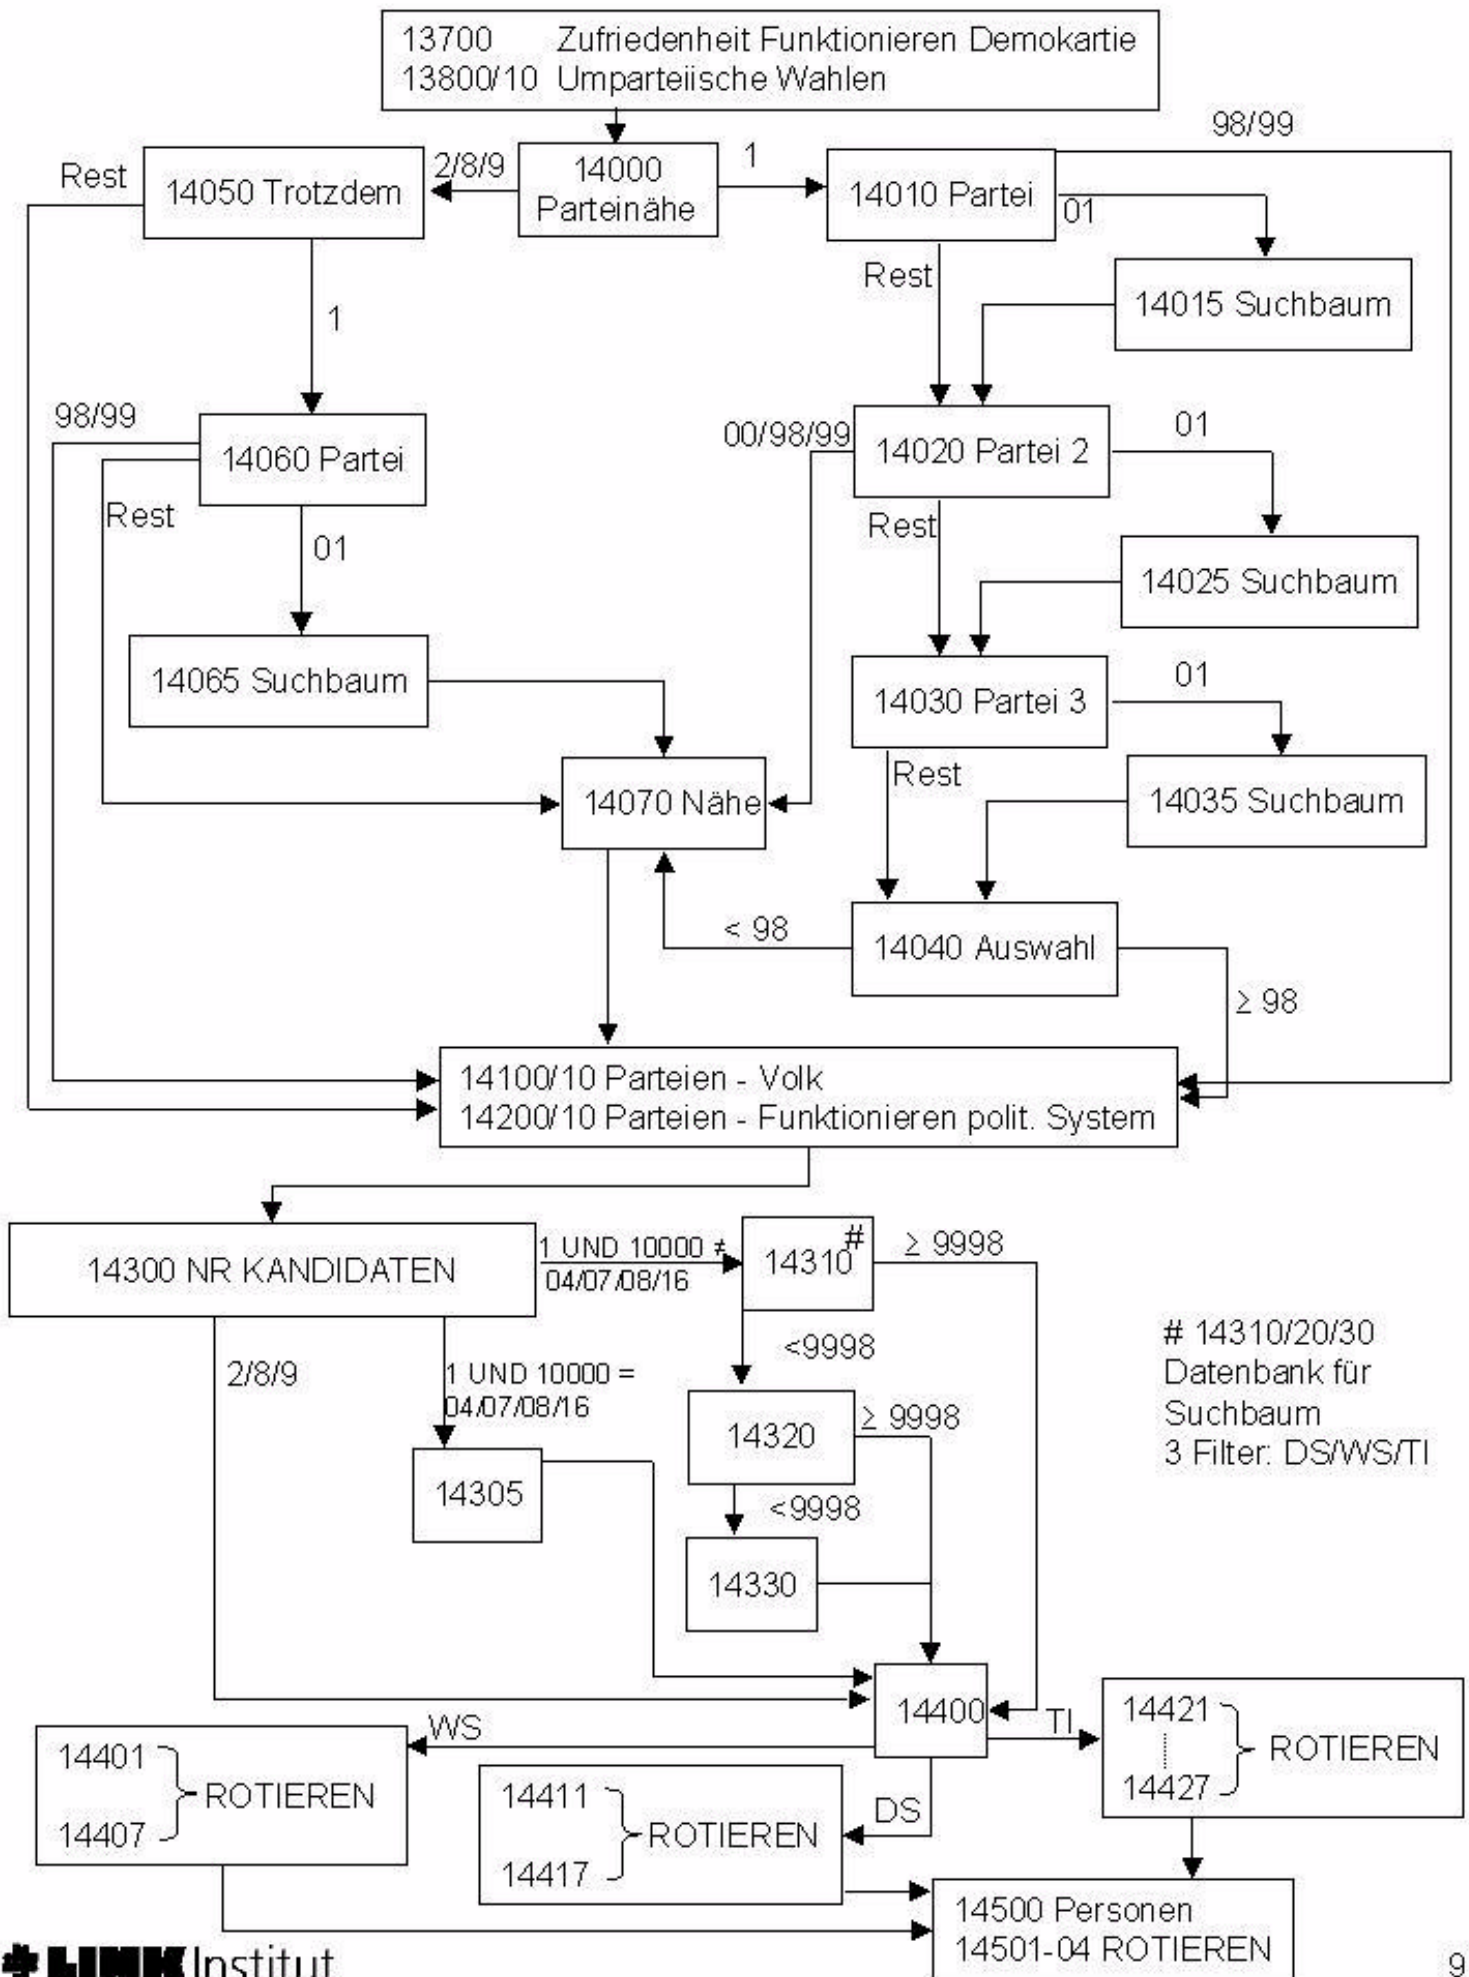 13700 Zufriedenheit Funktionieren Demokartie
13800/10 Umparteiische Wahlen
98/99
Rest
14050 Trotzdem
2/8/9
14000
Parteinähe
1
14010 Partei
01
Rest
14015 Suchbaum
1
98/99
14060 Partei
00/98/99
14020 Partei 2
01
Rest
01
Rest
14025 Suchbaum
14065 Suchbaum
14030 Partei 3
01
14070 Nähe
Rest
14035 Suchbaum
< 98
14040 Auswahl
≥ 98
14100/10 Parteien - Volk
14200/10 Parteien - Funktionieren polit. System
14300 NR KANDIDATEN
1 UND 10000 ≠
04/07/08/16
14310 #
≥ 9998
<9998
2/8/9
1 UND 10000 =
04/07/08/16
# 14310/20/30
Datenbank für
Suchbaum
3 Filter: DS/WS/TI
14320
≥ 9998
14305
<9998
14330
14400
WS
TI
DS
14401
ROTIEREN
14407
14411
ROTIEREN
14417
14421
ROTIEREN
14427
14500 Personen
14501-04 ROTIEREN
LINK Institut
9